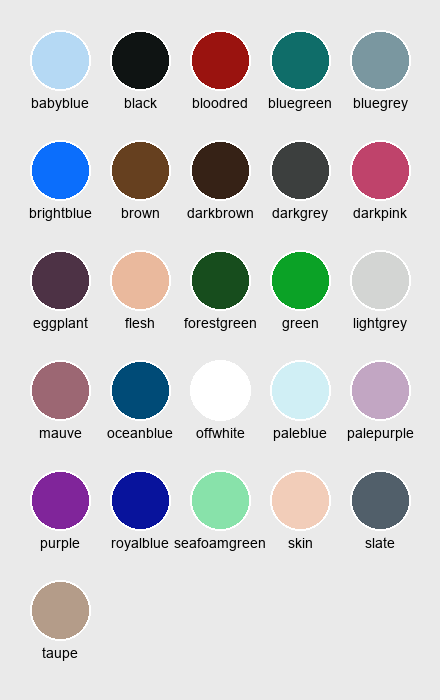 babyblue black bloodred bluegreen bluegrey
brightblue brown darkbrown darkgrey darkpink
eggplant flesh forestgreen green lightgrey
mauve oceanblue offwhite paleblue palepurple
purple royalblue seafoamgreen skin slate
taupe